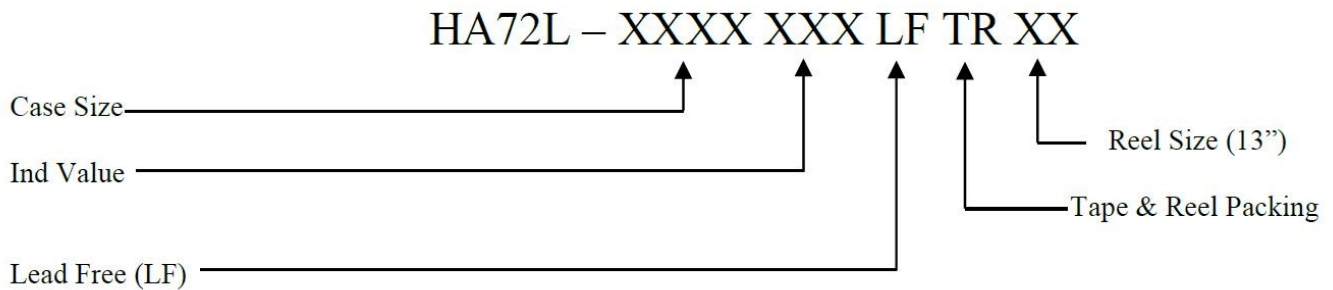 HA72L – XXXX XXX LF TR XX
Case Size
Reel Size (13”)
Ind Value
Tape & Reel Packing
Lead Free (LF)